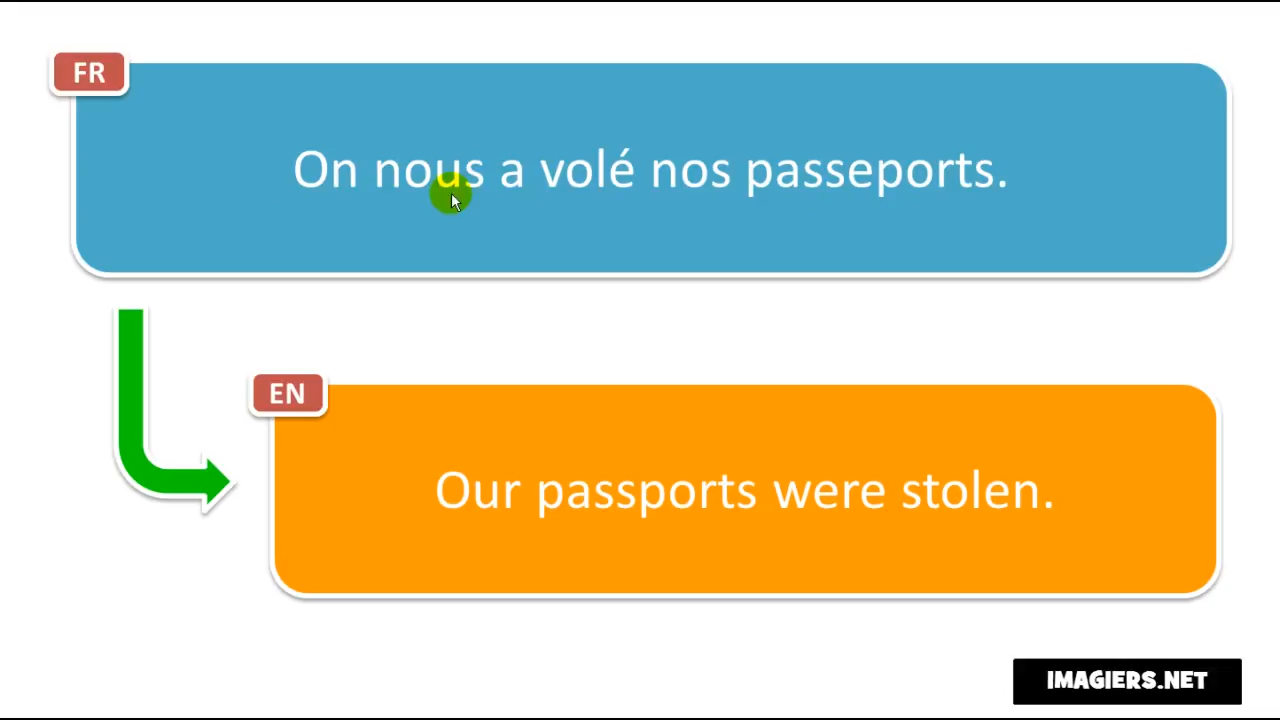 FR
On nous a volé nos passeports.
EN
Our passports were stolen.
IMAGIERS.NET